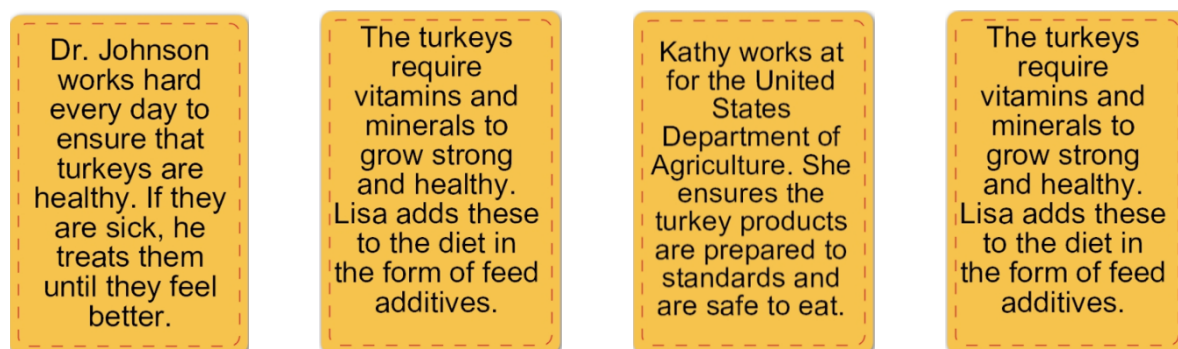 Dr. Johnson
works hard
every day to
ensure that
turkeys are
healthy. If they
are sick, he
treats them
until they feel
better.
The turkeys
require
vitamins and
minerals to
grow strong
and healthy.
Lisa adds these
to the diet in
the form of feed
additives.
Kathy works at
for the United
States
Department of
Agriculture. She
ensures the
turkey products
are prepared to
standards and
are safe to eat.
The turkeys
require
vitamins and
minerals to
grow strong
and healthy.
Lisa adds these
to the diet in
the form of feed
additives.